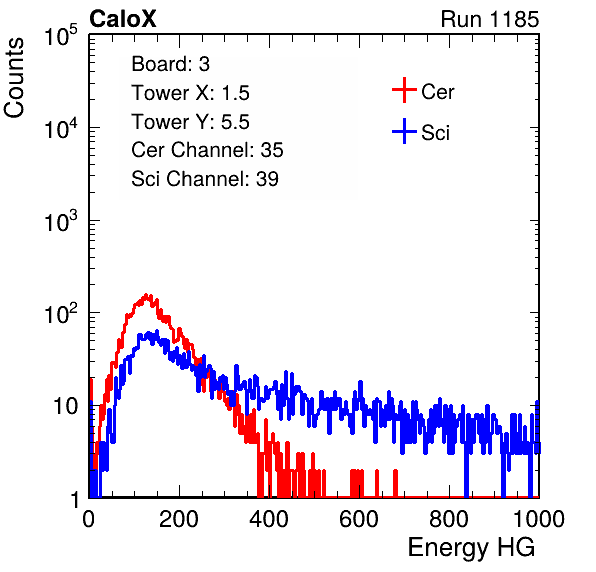 CaloX Run 1185
Counts
10^5
10^4
10^3
10^2
10
1
Board: 3
Tower X: 1.5
Tower Y: 5.5
Cer Channel: 35
Sci Channel: 39
Cer
Sci
0 200 400 600 800 1000
Energy HG